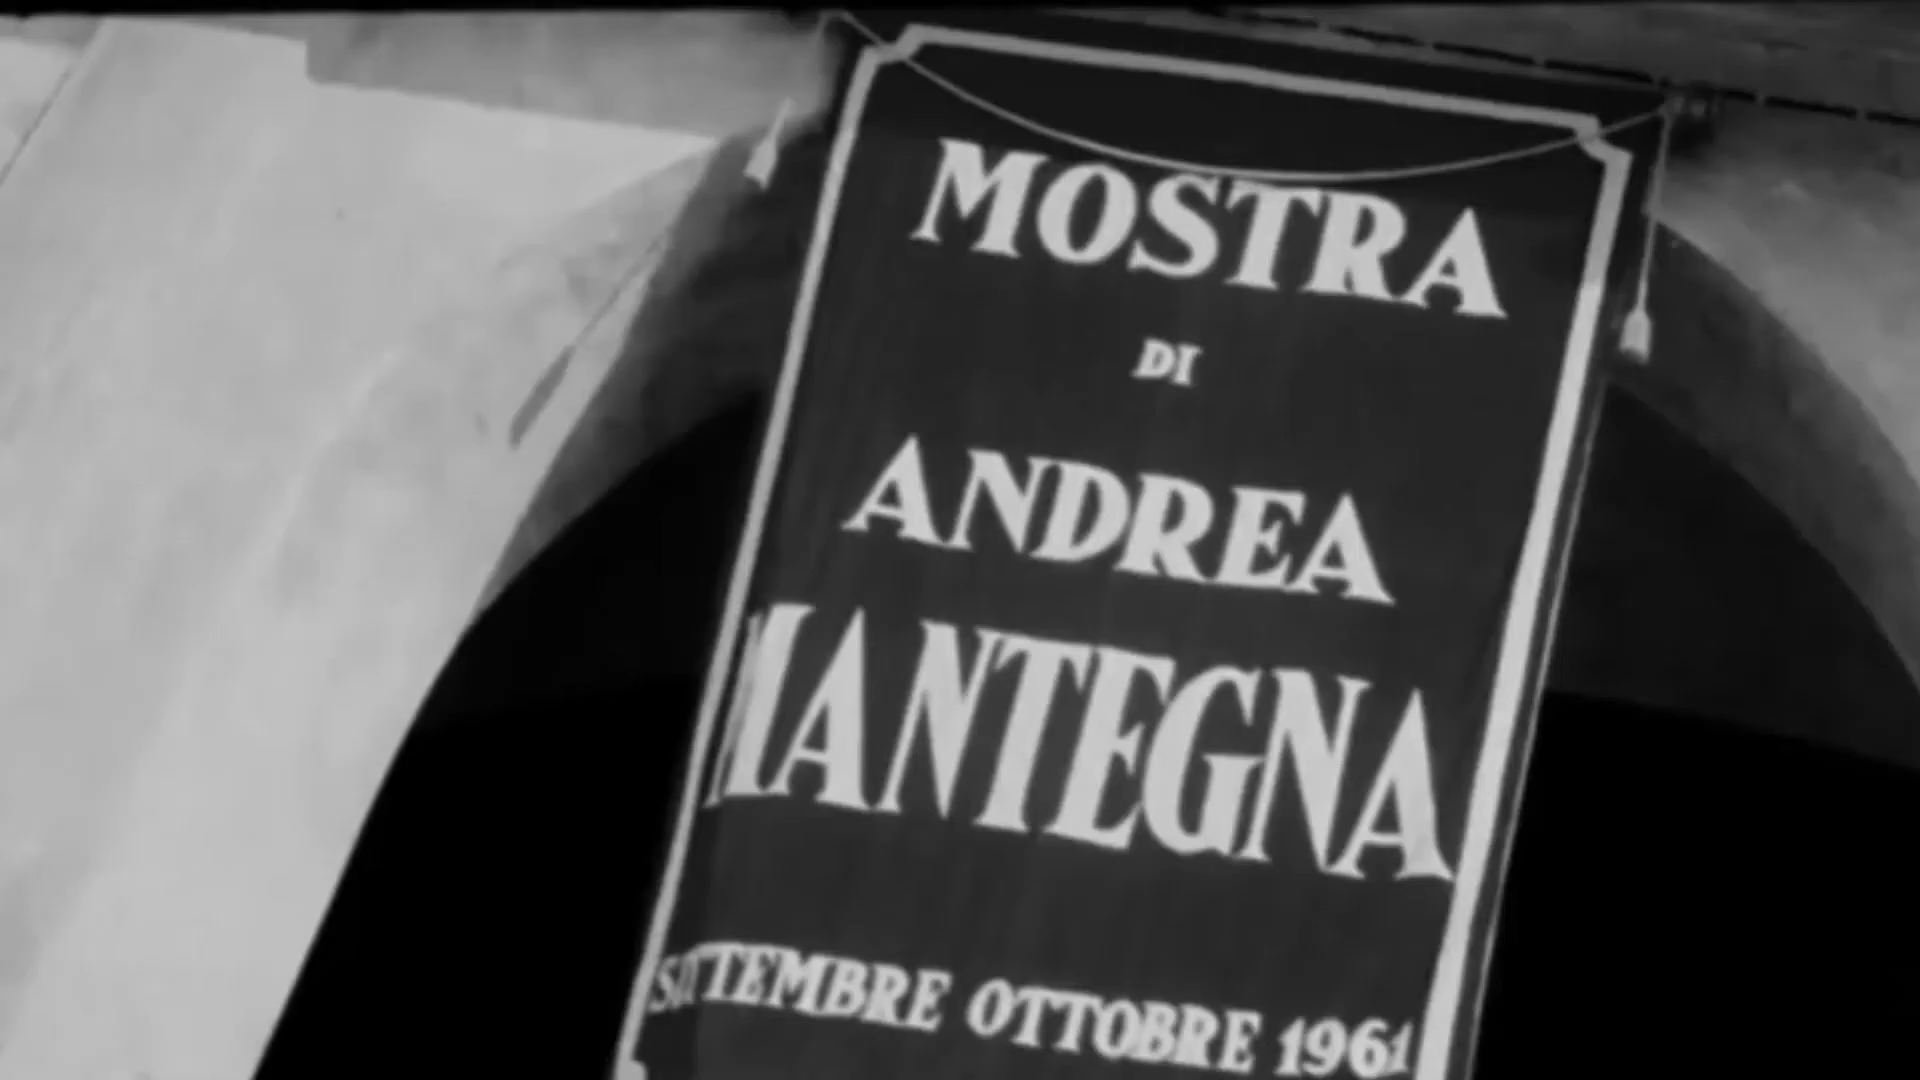 MOSTRA
DI
ANDREA
MANTEGNA
SETTEMBRE OTTOBRE 1961